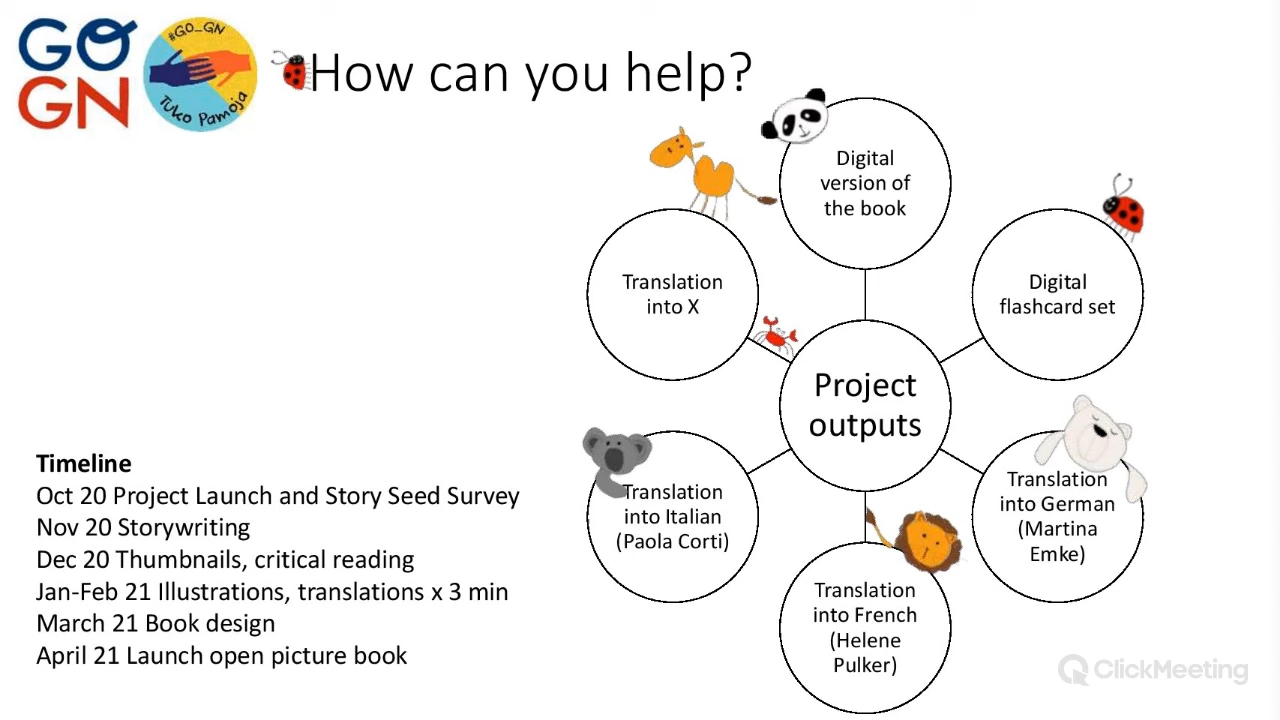 GO
GN
#GO_GN
Tuko Pamoja
How can you help?
Digital
version of
the book
Digital
flashcard set
Translation
into X
Project
outputs
Translation
into German
(Martina
Emke)
Translation
into Italian
(Paola Corti)
Translation
into French
(Helene
Pulker)
Timeline
Oct 20 Project Launch and Story Seed Survey
Nov 20 Storywriting
Dec 20 Thumbnails, critical reading
Jan-Feb 21 Illustrations, translations x 3 min
March 21 Book design
April 21 Launch open picture book
ClickMeeting